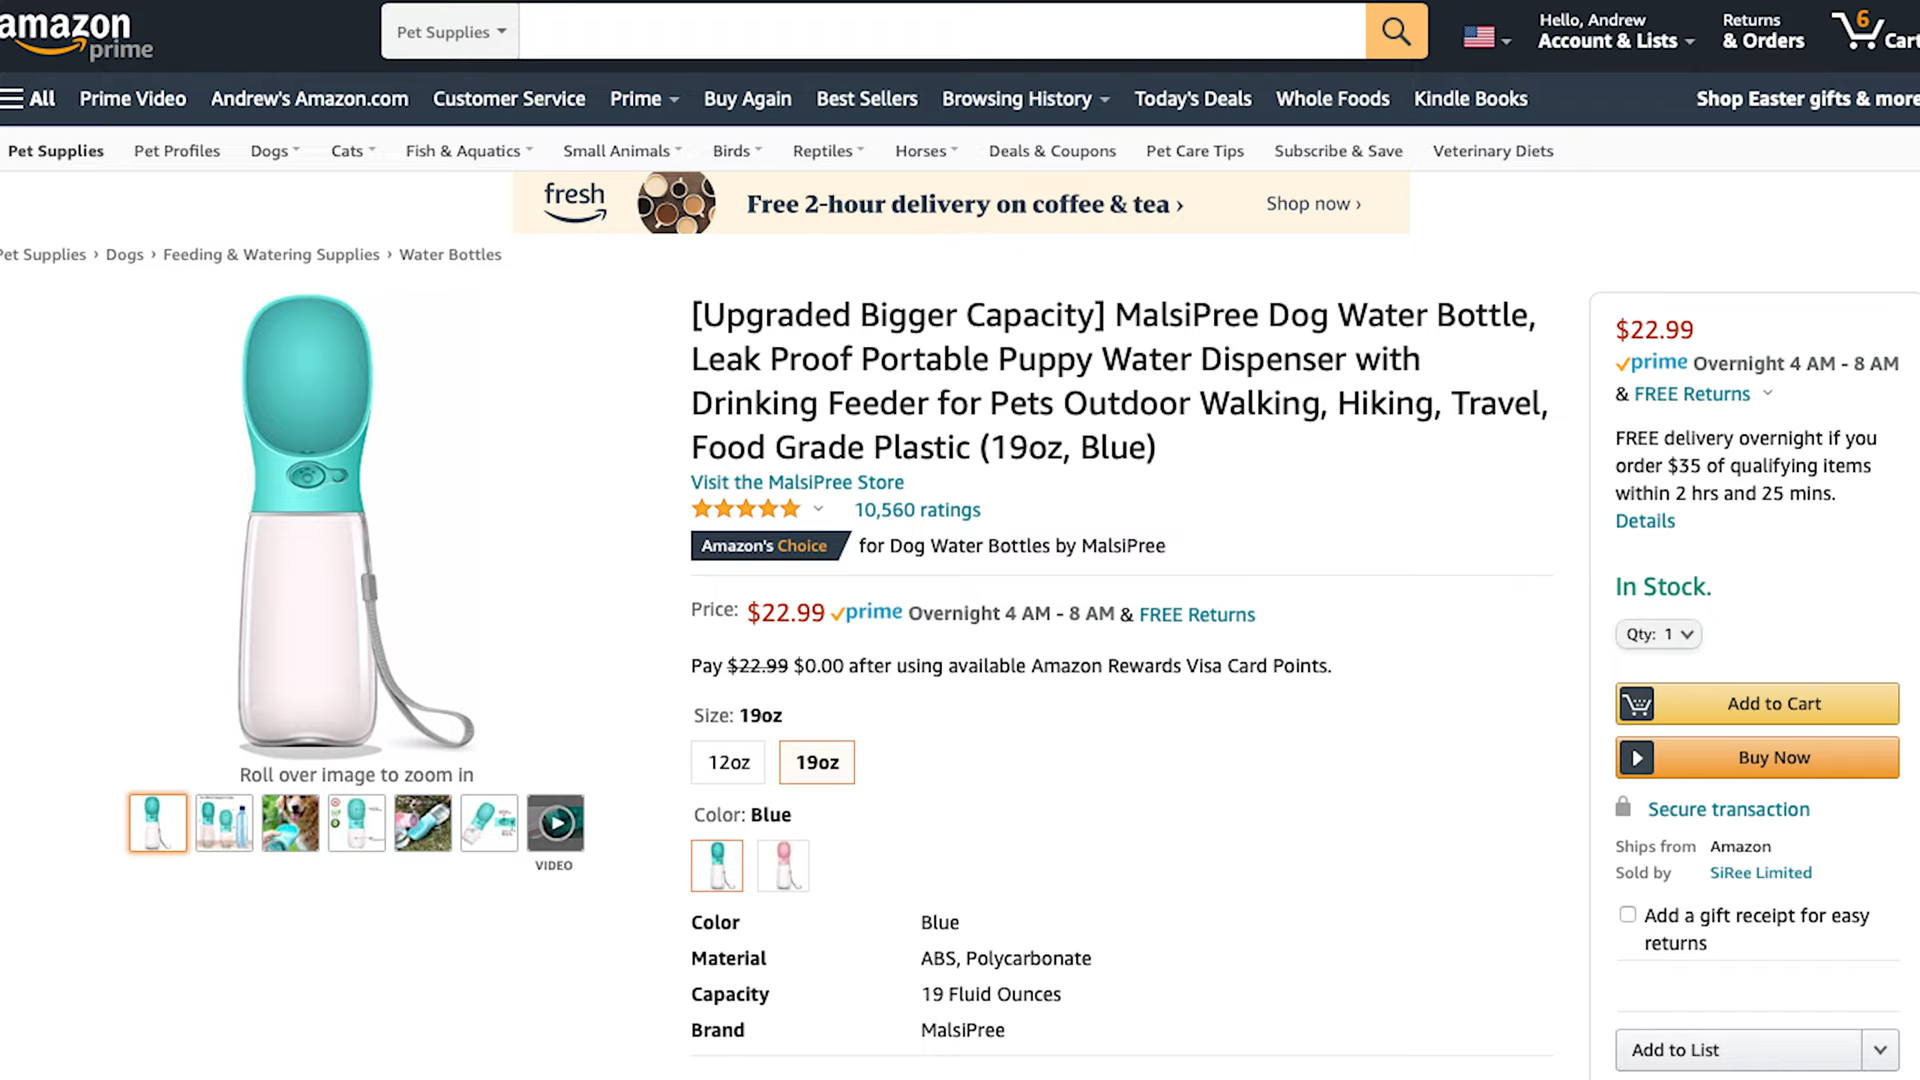 amazon
prime
Pet Supplies
Hello, Andrew
Account & Lists
Returns
& Orders
6
Cart
All Prime Video Andrew's Amazon.com Customer Service Prime Buy Again Best Sellers Browsing History Today's Deals Whole Foods Kindle Books Shop Easter gifts & more
Pet Supplies Pet Profiles Dogs Cats Fish & Aquatics Small Animals Birds Reptiles Horses Deals & Coupons Pet Care Tips Subscribe & Save Veterinary Diets
fresh Free 2-hour delivery on coffee & tea › Shop now ›
Pet Supplies › Dogs › Feeding & Watering Supplies › Water Bottles
Roll over image to zoom in
VIDEO
[Upgraded Bigger Capacity] MalsiPree Dog Water Bottle,
Leak Proof Portable Puppy Water Dispenser with
Drinking Feeder for Pets Outdoor Walking, Hiking, Travel,
Food Grade Plastic (19oz, Blue)
Visit the MalsiPree Store
10,560 ratings
Amazon's Choice for Dog Water Bottles by MalsiPree
Price: $22.99 prime Overnight 4 AM - 8 AM & FREE Returns
Pay $22.99 $0.00 after using available Amazon Rewards Visa Card Points.
Size: 19oz
12oz 19oz
Color: Blue
Color Blue
Material ABS, Polycarbonate
Capacity 19 Fluid Ounces
Brand MalsiPree
$22.99
prime Overnight 4 AM - 8 AM
& FREE Returns
FREE delivery overnight if you
order $35 of qualifying items
within 2 hrs and 25 mins.
Details
In Stock.
Qty: 1
Add to Cart
Buy Now
Secure transaction
Ships from Amazon
Sold by SiRee Limited
Add a gift receipt for easy
returns
Add to List